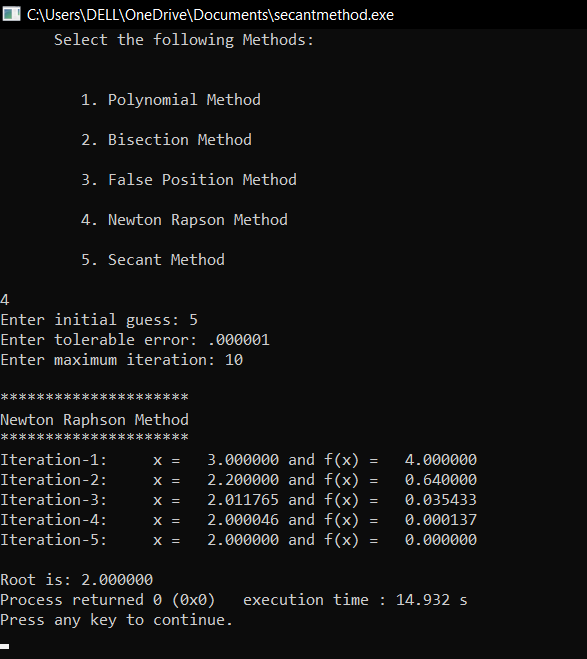 C:\Users\DELL\OneDrive\Documents\secantmethod.exe
Select the following Methods:
1. Polynomial Method
2. Bisection Method
3. False Position Method
4. Newton Rapson Method
5. Secant Method
4
Enter initial guess: 5
Enter tolerable error: .000001
Enter maximum iteration: 10
*********************
Newton Raphson Method
*********************
Iteration-1:     x =   3.000000 and f(x) =   4.000000
Iteration-2:     x =   2.200000 and f(x) =   0.640000
Iteration-3:     x =   2.011765 and f(x) =   0.035433
Iteration-4:     x =   2.000046 and f(x) =   0.000137
Iteration-5:     x =   2.000000 and f(x) =   0.000000
Root is: 2.000000
Process returned 0 (0x0)   execution time : 14.932 s
Press any key to continue.